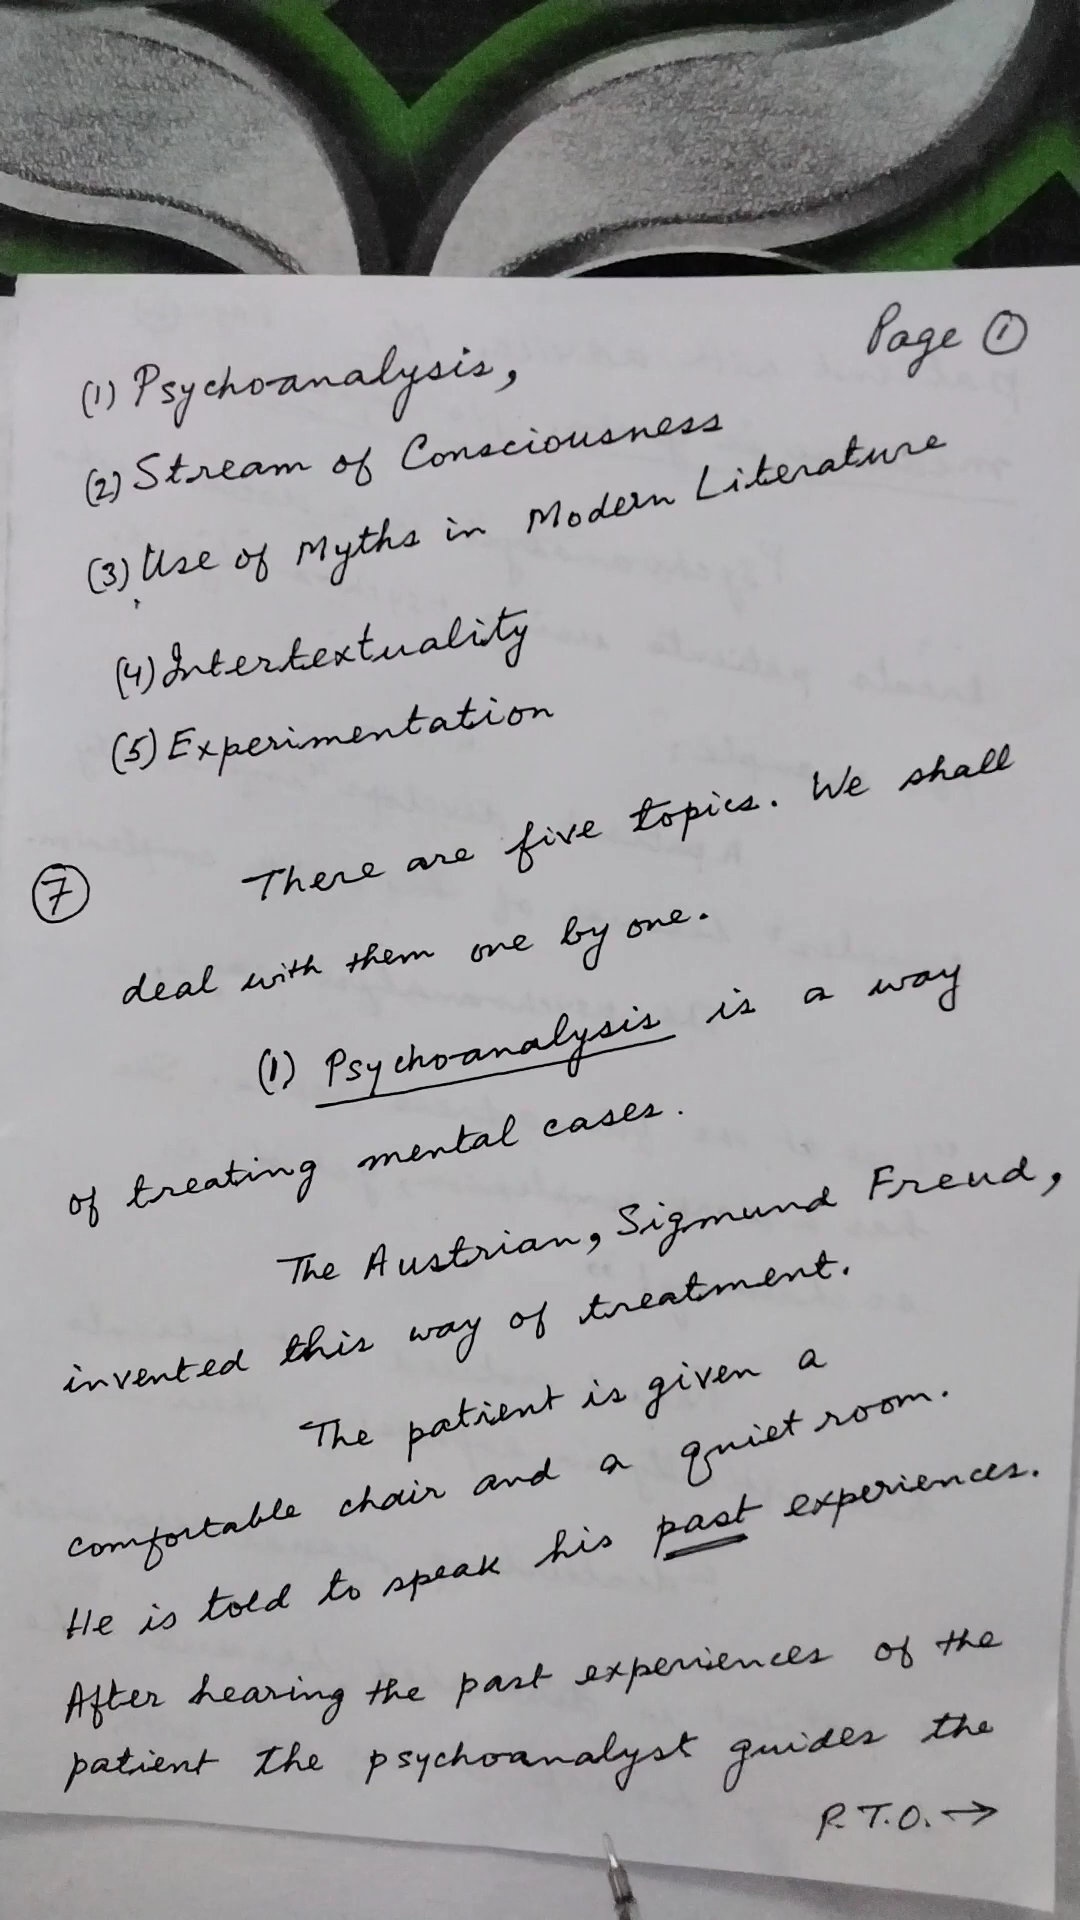 Page ①
(1) Psychoanalysis,
(2) Stream of Consciousness
(3) Use of Myths in Modern Literature
(4) Intertextuality
(5) Experimentation
⑦ There are five topics. We shall
deal with them one by one.
(1) Psychoanalysis is a way
of treating mental cases.
The Austrian, Sigmund Freud,
invented this way of treatment.
The patient is given a
comfortable chair and a quiet room.
He is told to speak his past experiences.
After hearing the past experiences of the
patient the psychoanalyst guides the
P.T.O. →